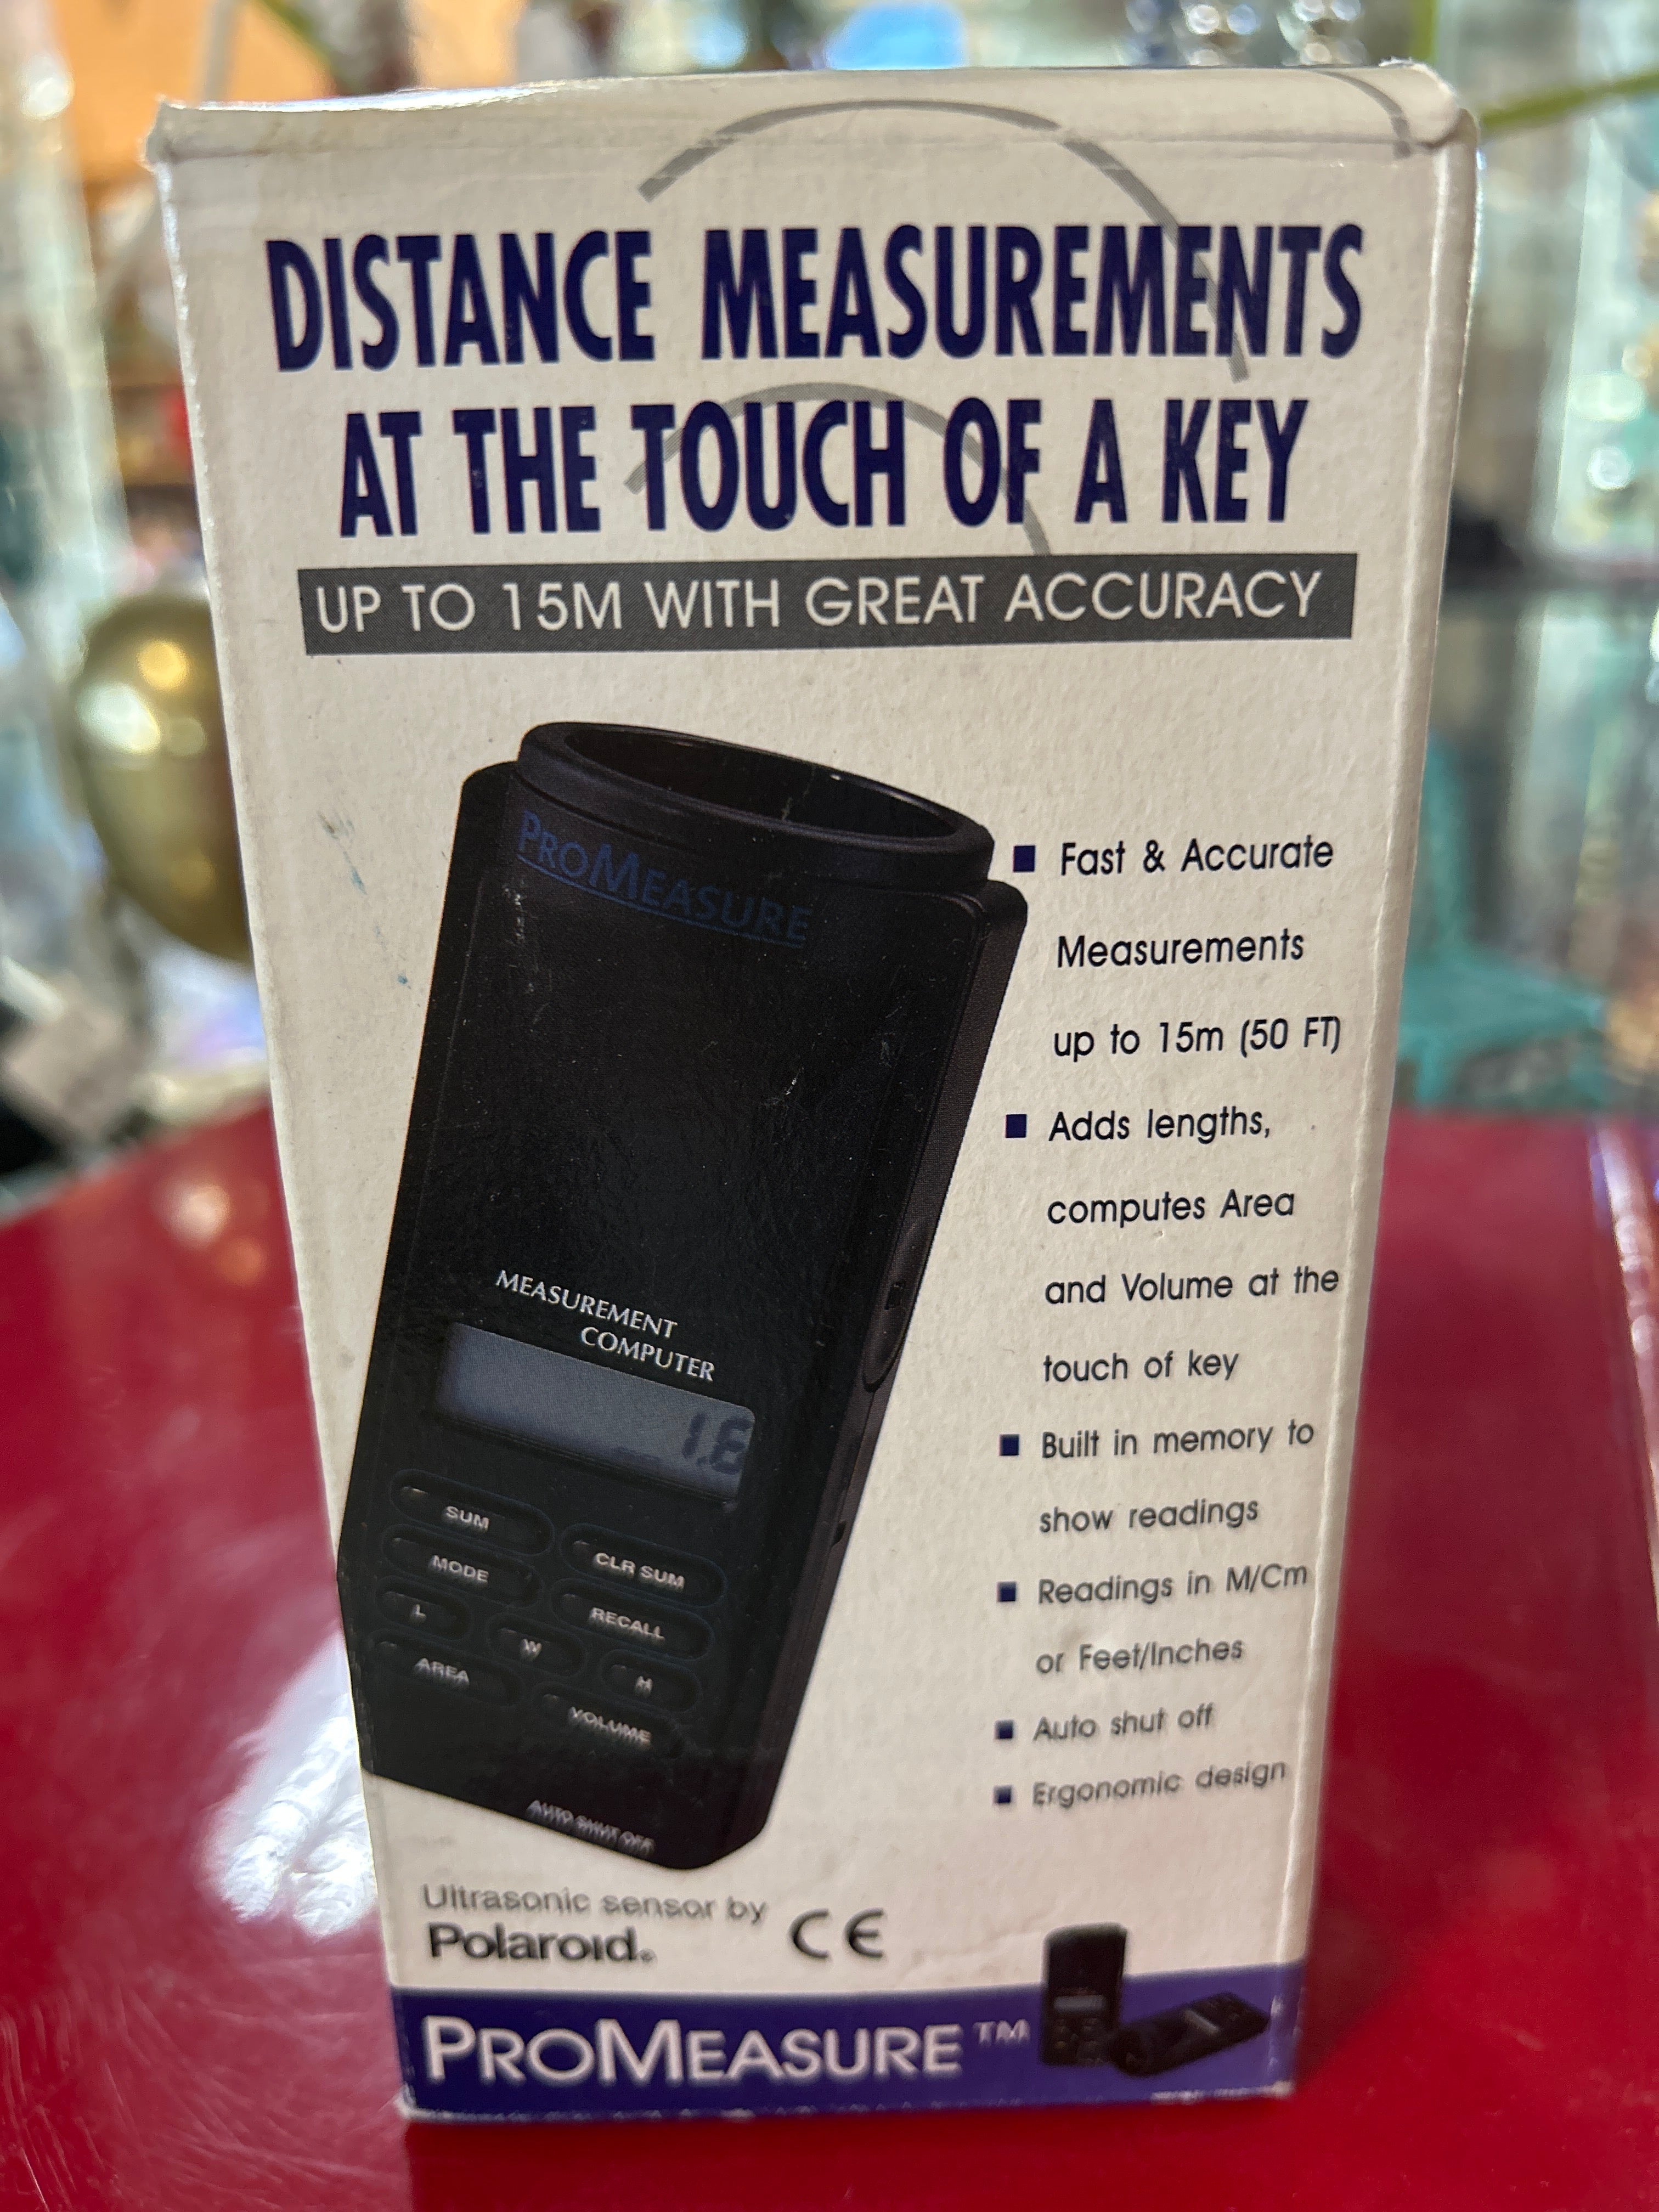 DISTANCE MEASUREMENTS
AT THE TOUCH OF A KEY
UP TO 15M WITH GREAT ACCURACY
PROMEASURE
MEASUREMENT
COMPUTER
1.6
SUM
CLR SUM
MODE
RECALL
L
W
H
AREA
VOLUME
AUTO SHUT OFF
■ Fast & Accurate
Measurements
up to 15m (50 FT)
■ Adds lengths,
computes Area
and Volume at the
touch of key
■ Built in memory to
show readings
■ Readings in M/Cm
or Feet/Inches
■ Auto shut off
■ Ergonomic design
Ultrasonic sensor by
Polaroid®
CE
PROMEASURE™